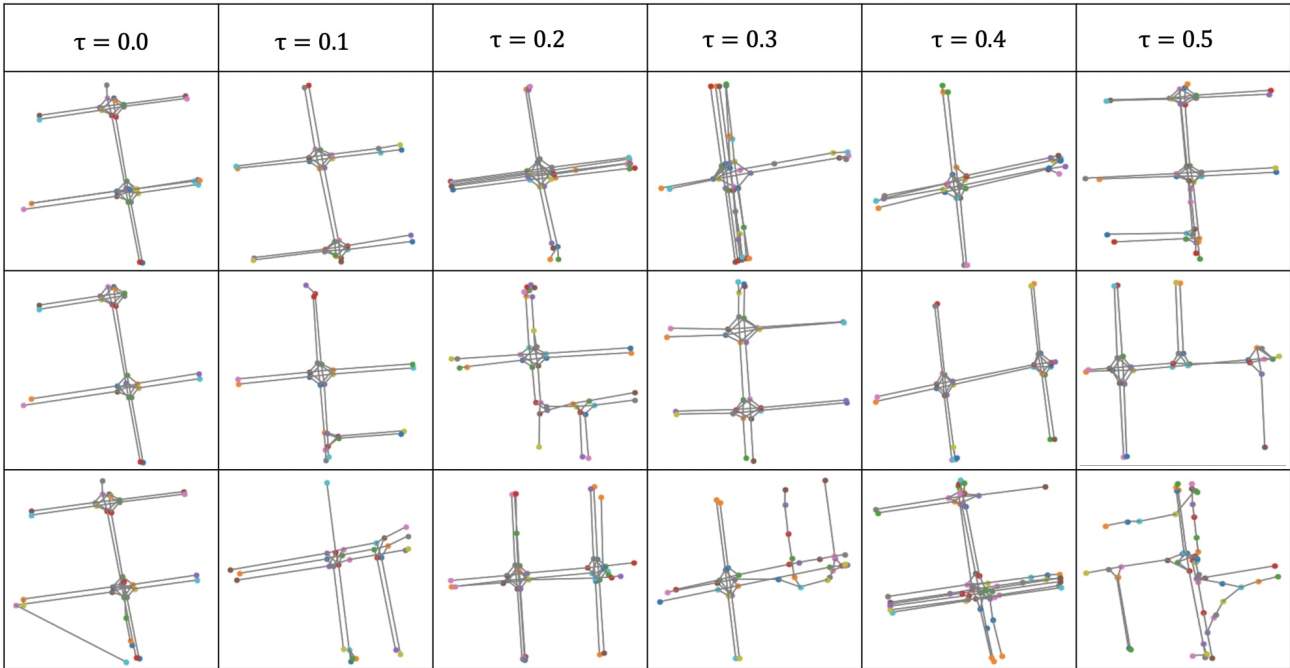 τ = 0.0 τ = 0.1 τ = 0.2 τ = 0.3 τ = 0.4 τ = 0.5